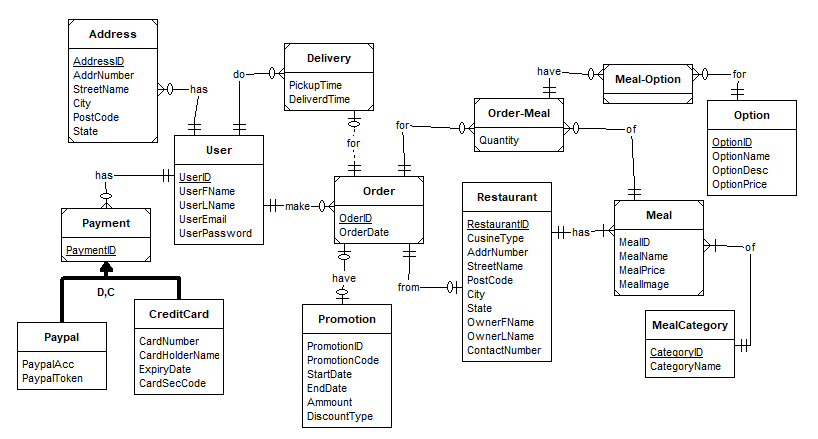 Address
AddressID
AddrNumber
StreetName
City
PostCode
State
has
do
Delivery
PickupTime
DeliverdTime
for
have
Meal-Option
for
Order-Meal
Quantity
for
of
Option
OptionID
OptionName
OptionDesc
OptionPrice
User
UserID
UserFName
UserLName
UserEmail
UserPassword
has
make
Payment
PaymentID
D,C
Order
OderID
OrderDate
have
from
Restaurant
RestaurantID
CusineType
AddrNumber
StreetName
PostCode
City
State
OwnerFName
OwnerLName
ContactNumber
has
Meal
MealID
MealName
MealPrice
MealImage
of
MealCategory
CategoryID
CategoryName
Paypal
PaypalAcc
PaypalToken
CreditCard
CardNumber
CardHolderName
ExpiryDate
CardSecCode
Promotion
PromotionID
PromotionCode
StartDate
EndDate
Ammount
DiscountType